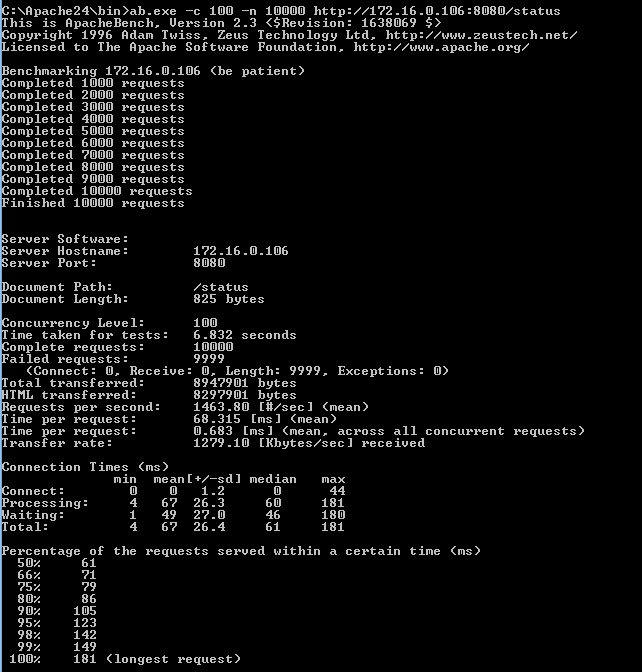 C:\Apache24\bin>ab.exe -c 100 -n 10000 http://172.16.0.106:8080/status
This is ApacheBench, Version 2.3 <$Revision: 1638069 $>
Copyright 1996 Adam Twiss, Zeus Technology Ltd, http://www.zeustech.net/
Licensed to The Apache Software Foundation, http://www.apache.org/

Benchmarking 172.16.0.106 (be patient)
Completed 1000 requests
Completed 2000 requests
Completed 3000 requests
Completed 4000 requests
Completed 5000 requests
Completed 6000 requests
Completed 7000 requests
Completed 8000 requests
Completed 9000 requests
Completed 10000 requests
Finished 10000 requests


Server Software:
Server Hostname:        172.16.0.106
Server Port:            8080

Document Path:          /status
Document Length:        825 bytes

Concurrency Level:      100
Time taken for tests:   6.832 seconds
Complete requests:      10000
Failed requests:        9999
   (Connect: 0, Receive: 0, Length: 9999, Exceptions: 0)
Total transferred:      8947901 bytes
HTML transferred:       8297901 bytes
Requests per second:    1463.80 [#/sec] (mean)
Time per request:       68.315 [ms] (mean)
Time per request:       0.683 [ms] (mean, across all concurrent requests)
Transfer rate:          1279.10 [Kbytes/sec] received

Connection Times (ms)
              min  mean[+/-sd] median   max
Connect:        0    0   1.2      0      44
Processing:     4   67  26.3     60     181
Waiting:        1   49  27.0     46     180
Total:          4   67  26.4     61     181

Percentage of the requests served within a certain time (ms)
  50%     61
  66%     71
  75%     79
  80%     86
  90%    105
  95%    123
  98%    142
  99%    149
 100%    181 (longest request)